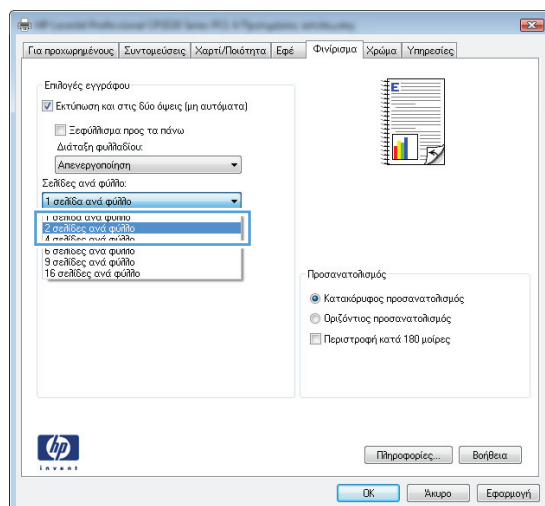 Για προχωρημένους Συντομεύσεις Χαρτί/Ποιότητα Εφέ Φινίρισμα Χρώμα Υπηρεσίες
Επιλογές εγγράφου
Εκτύπωση και στις δύο όψεις (μη αυτόματα)
Ξεφύλλισμα προς τα πάνω
Διάταξη φυλλαδίου:
Απενεργοποίηση
Σελίδες ανά φύλλο:
1 σελίδα ανά φύλλο
1 σελίδα ανά φύλλο
2 σελίδες ανά φύλλο
4 σελίδες ανά φύλλο
6 σελίδες ανά φύλλο
9 σελίδες ανά φύλλο
16 σελίδες ανά φύλλο
E
Προσανατολισμός
Κατακόρυφος προσανατολισμός
Οριζόντιος προσανατολισμός
Περιστροφή κατά 180 μοίρες
hp
invent
Πληροφορίες... Βοήθεια
OK Άκυρο Εφαρμογή